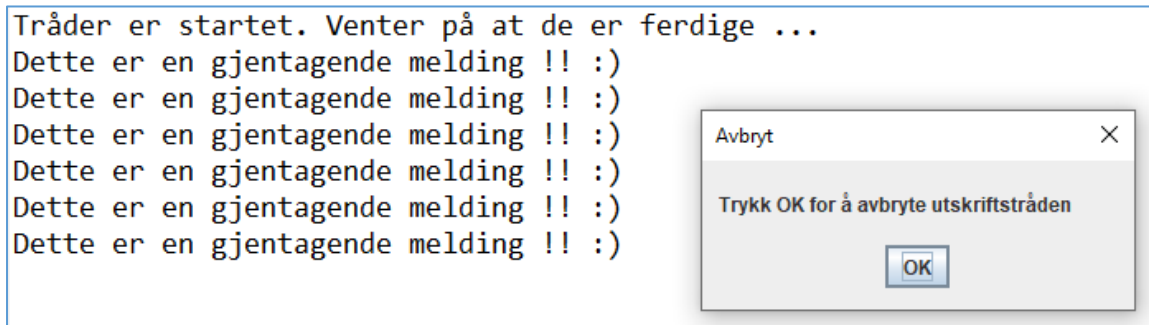 Tråder er startet. Venter på at de er ferdige ...
Dette er en gjentagende melding !! :)
Dette er en gjentagende melding !! :)
Dette er en gjentagende melding !! :)
Dette er en gjentagende melding !! :)
Dette er en gjentagende melding !! :)
Dette er en gjentagende melding !! :)
Avbryt
Trykk OK for å avbryte utskriftstråden
OK